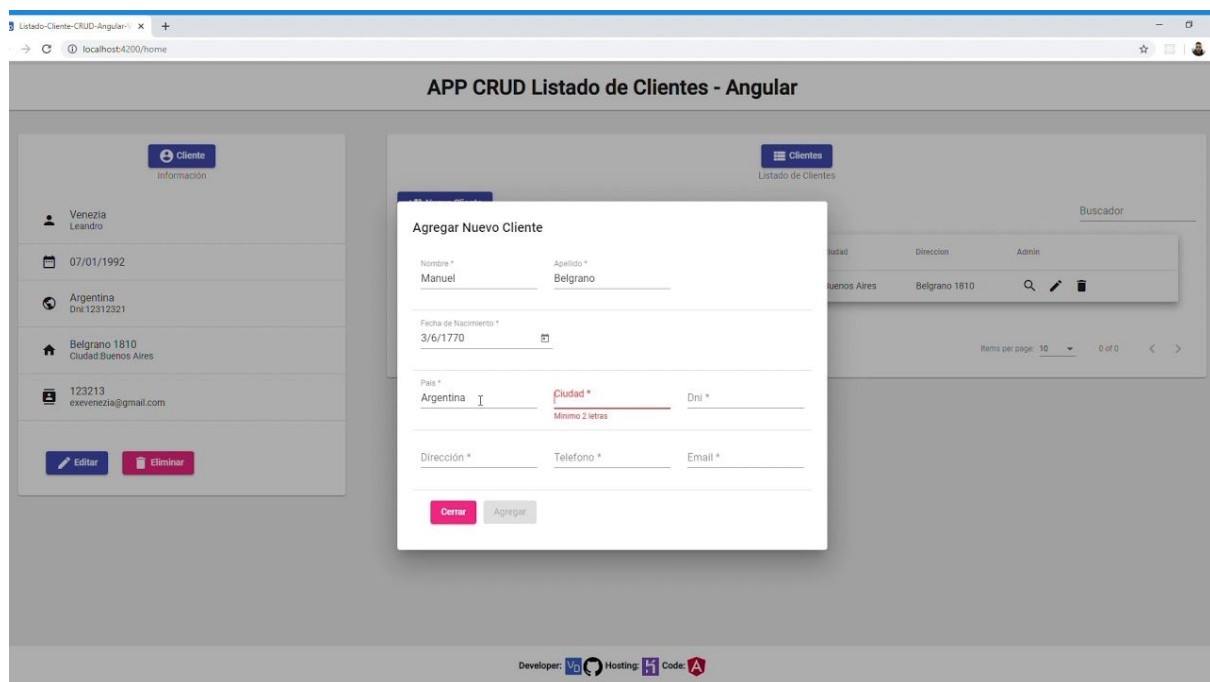 Listado-Cliente-CRUD-Angular-
localhost:4200/home
APP CRUD Listado de Clientes - Angular
Cliente
Información
Venezia
Leandro
07/01/1992
Argentina
Dni:12312321
Belgrano 1810
Ciudad:Buenos Aires
123213
exevenezia@gmail.com
Editar
Eliminar
Clientes
Listado de Clientes
Buscador
Direccion
Admin
Buenos Aires
Belgrano 1810
Items per page: 10
0 of 0
Agregar Nuevo Cliente
Nombre *
Manuel
Apellido *
Belgrano
Fecha de Nacimiento *
3/6/1770
Pais *
Argentina
Ciudad *
Minimo 2 letras
Dni *
Dirección *
Telefono *
Email *
Cerrar
Agregar
Developer: VD Hosting: Code: A